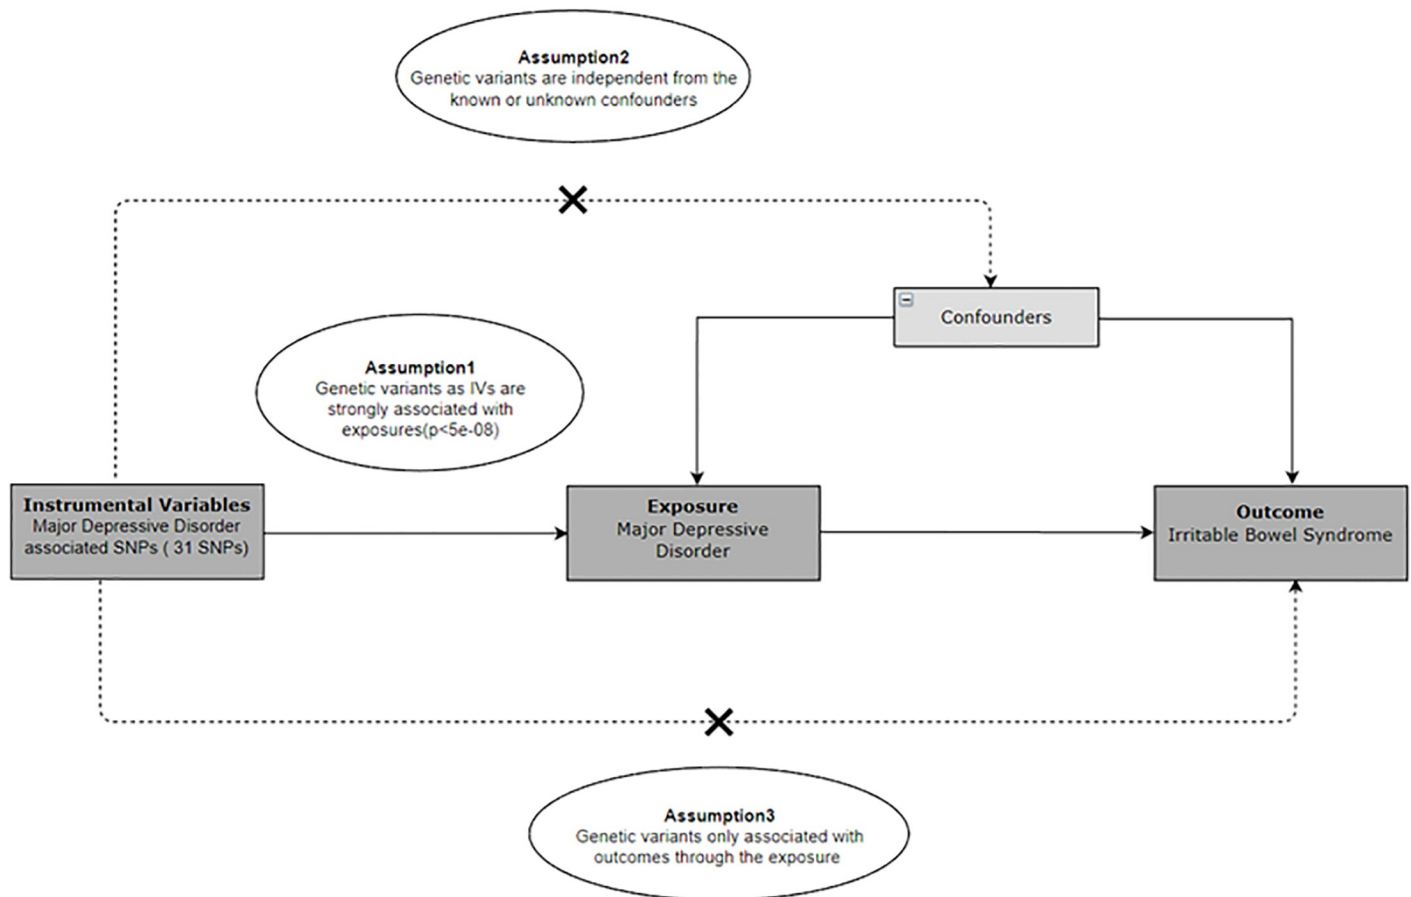 Assumption2
Genetic variants are independent from the
known or unknown confounders
Confounders
Assumption1
Genetic variants as IVs are
strongly associated with
exposures(p<5e-08)
Instrumental Variables
Major Depressive Disorder
associated SNPs ( 31 SNPs)
Exposure
Major Depressive
Disorder
Outcome
Irritable Bowel Syndrome
Assumption3
Genetic variants only associated with
outcomes through the exposure